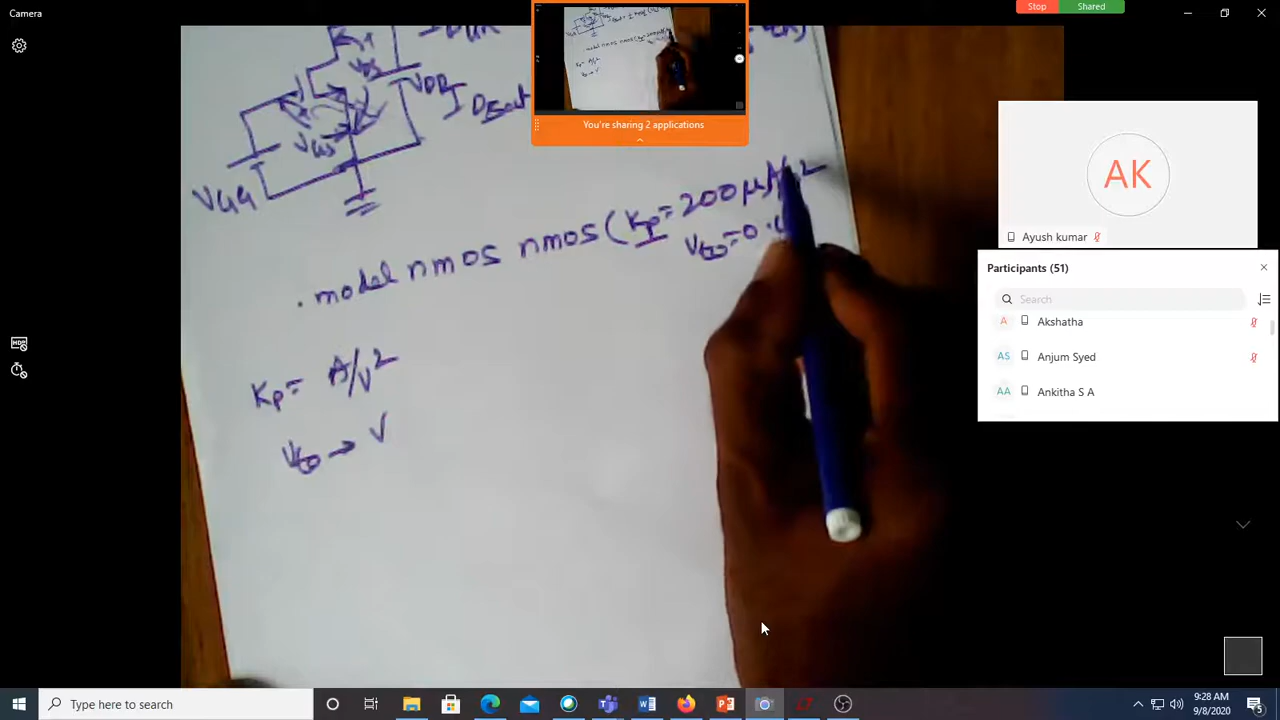 Camera
Stop
Shared
You're sharing 2 applications
VGS
VGG
.model nmos nmos (Kp= 200µA/V2
Vto=0.
Kp= A/V2
Vto → V
AK
Ayush kumar
Participants (51)
Search
A
Akshatha
AS
Anjum Syed
AA
Ankitha S A
Type here to search
9:28 AM
9/8/2020
5